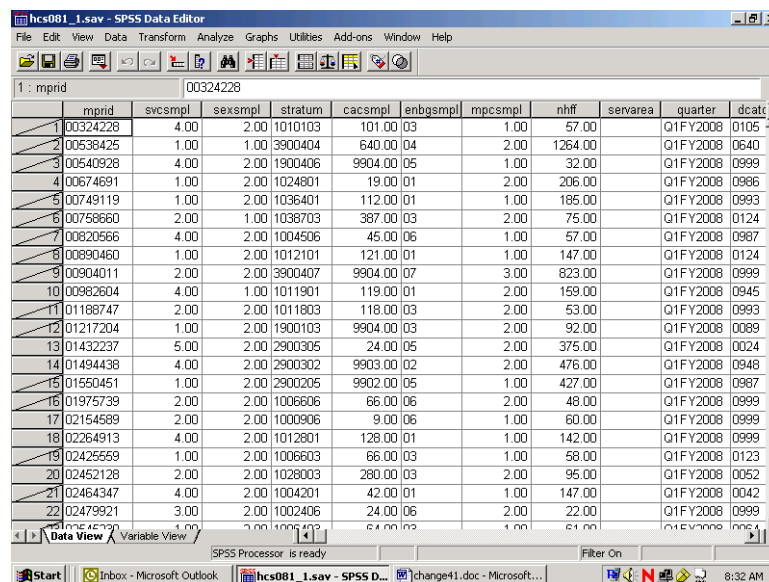 hcs081_1.sav - SPSS Data Editor
File Edit View Data Transform Analyze Graphs Utilities Add-ons Window Help
1 : mprid 00324228
mprid svcsmpl sexsmpl stratum cacsmpl enbgsmpl mpcsmpl nhff servarea quarter dcatc
1 00324228 4.00 2.00 1010103 101.00 03 1.00 57.00 Q1FY2008 0105
2 00538425 1.00 1.00 3900404 640.00 04 2.00 1264.00 Q1FY2008 0640
3 00540928 4.00 2.00 1900406 9904.00 05 1.00 32.00 Q1FY2008 0999
4 00674691 1.00 2.00 1024801 19.00 01 2.00 206.00 Q1FY2008 0986
5 00749119 1.00 2.00 1036401 112.00 01 1.00 185.00 Q1FY2008 0993
6 00758660 2.00 1.00 1038703 387.00 03 2.00 75.00 Q1FY2008 0124
7 00820566 4.00 2.00 1004506 45.00 06 1.00 57.00 Q1FY2008 0987
8 00890460 1.00 2.00 1012101 121.00 01 1.00 147.00 Q1FY2008 0124
9 00904011 2.00 2.00 3900407 9904.00 07 3.00 823.00 Q1FY2008 0999
10 00982604 4.00 1.00 1011901 119.00 01 2.00 159.00 Q1FY2008 0945
11 01188747 2.00 2.00 1011803 118.00 03 2.00 53.00 Q1FY2008 0993
12 01217204 1.00 2.00 1900103 9904.00 03 2.00 92.00 Q1FY2008 0089
13 01432237 5.00 2.00 2900305 24.00 05 2.00 375.00 Q1FY2008 0024
14 01494438 4.00 2.00 2900302 9903.00 02 2.00 476.00 Q1FY2008 0948
15 01550451 1.00 2.00 2900205 9902.00 05 1.00 427.00 Q1FY2008 0987
16 01975739 2.00 2.00 1006606 66.00 06 2.00 48.00 Q1FY2008 0999
17 02154589 2.00 2.00 1000906 9.00 06 1.00 60.00 Q1FY2008 0999
18 02264913 4.00 2.00 1012801 128.00 01 1.00 142.00 Q1FY2008 0999
19 02425559 1.00 2.00 1006603 66.00 03 1.00 58.00 Q1FY2008 0123
20 02452128 2.00 2.00 1028003 280.00 03 2.00 95.00 Q1FY2008 0052
21 02464347 4.00 2.00 1004201 42.00 01 1.00 147.00 Q1FY2008 0042
22 02479921 3.00 2.00 1002406 24.00 06 2.00 22.00 Q1FY2008 0999
Data View Variable View
SPSS Processor is ready Filter On
Start Inbox - Microsoft Outlook hcs081_1.sav - SPSS D... change41.doc - Microsoft... 8:32 AM